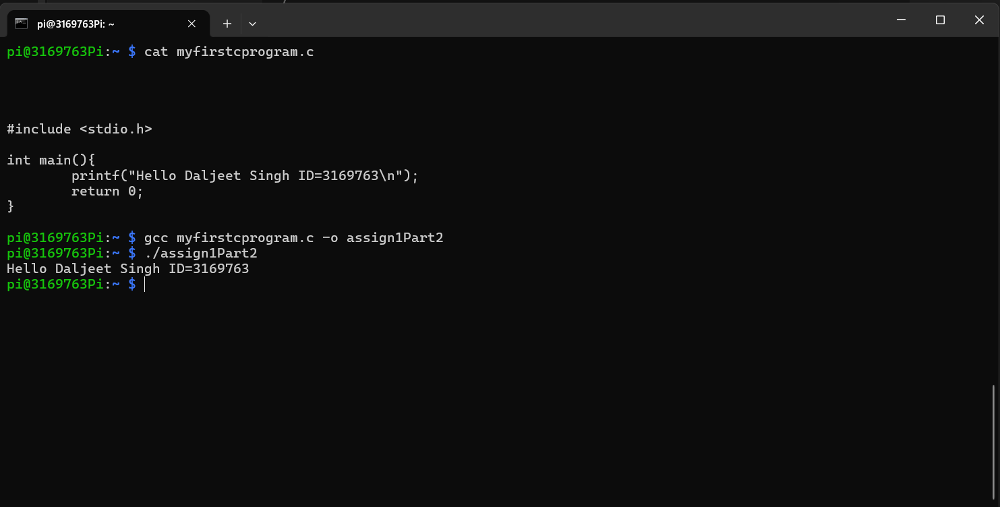 pi@3169763Pi: ~
pi@3169763Pi:~ $ cat myfirstcprogram.c
#include <stdio.h>
int main(){
        printf("Hello Daljeet Singh ID=3169763\n");
        return 0;
}
pi@3169763Pi:~ $ gcc myfirstcprogram.c -o assign1Part2
pi@3169763Pi:~ $ ./assign1Part2
Hello Daljeet Singh ID=3169763
pi@3169763Pi:~ $